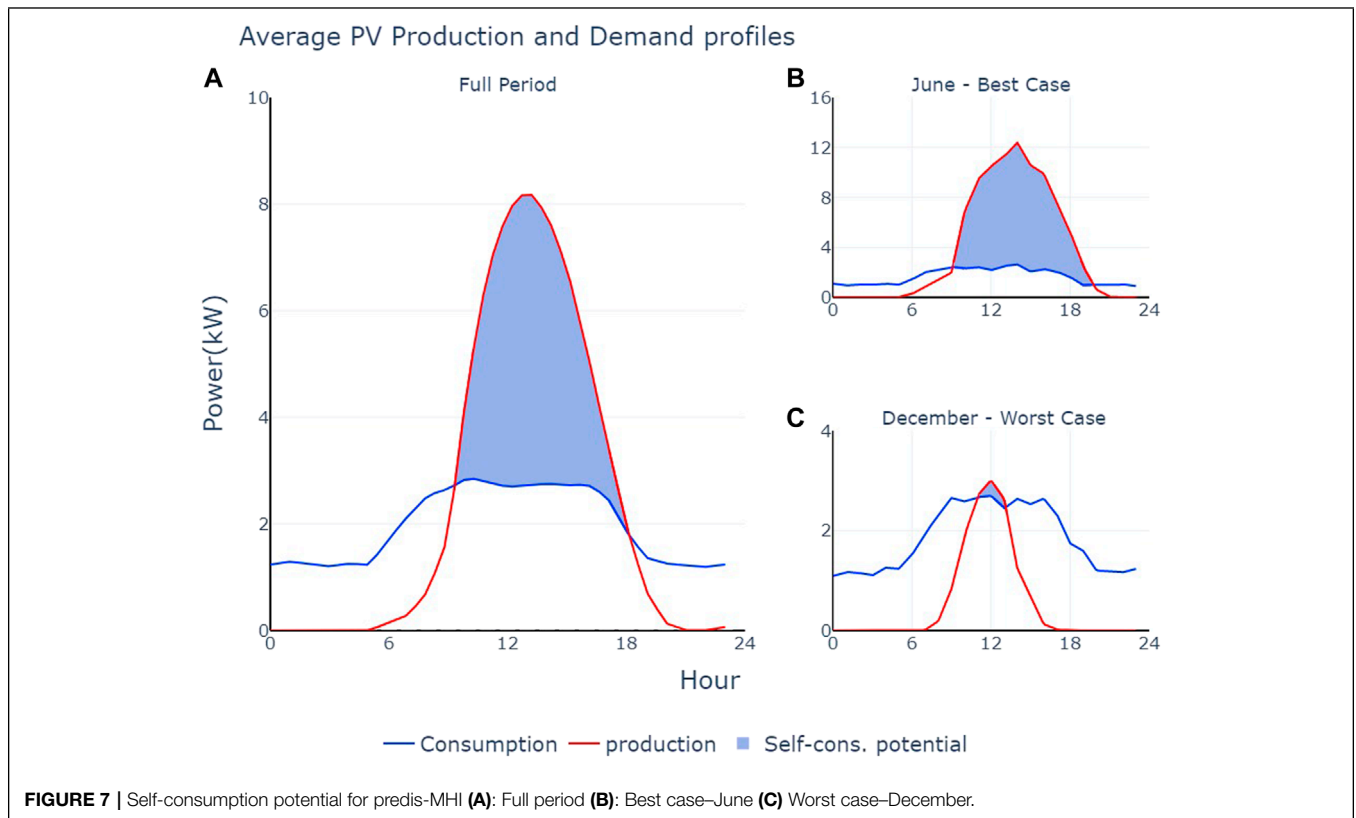 Average PV Production and Demand profiles
A
Full Period
10
8
6
4
2
0
0 6 12 18 24
Power(kW)
Hour
B
June - Best Case
16
12
8
4
0
0 6 12 18 24
C
December - Worst Case
4
2
0
0 6 12 18 24
Consumption production Self-cons. potential
FIGURE 7 | Self-consumption potential for predis-MHI (A): Full period (B): Best case–June (C) Worst case–December.